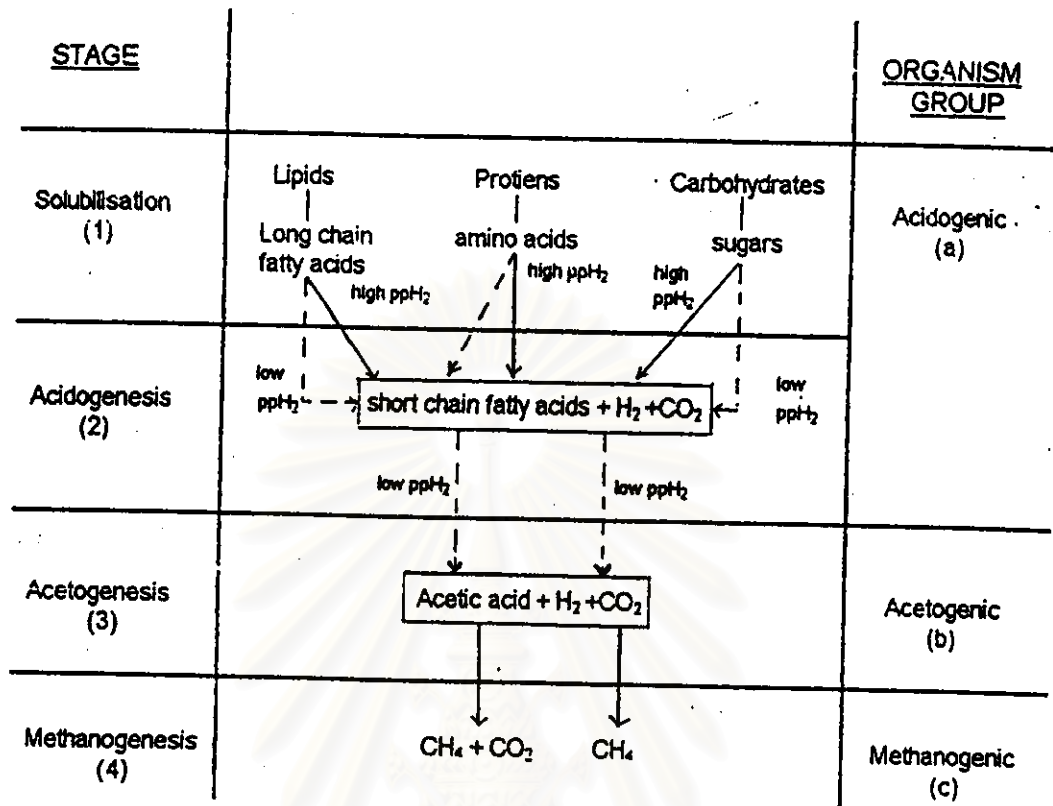 STAGE
ORGANISM
GROUP
Lipids
Protiens
Carbohydrates
Solubilisation
(1)
Acidogenic
(a)
Long chain
fatty acids
amino acids
sugars
high ppH₂
high ppH₂
high
ppH₂
Acidogenesis
(2)
low
ppH₂
short chain fatty acids + H₂ +CO₂
low
ppH₂
low ppH₂
low ppH₂
Acetogenesis
(3)
Acetic acid + H₂ +CO₂
Acetogenic
(b)
Methanogenesis
(4)
CH₄ + CO₂
CH₄
Methanogenic
(c)